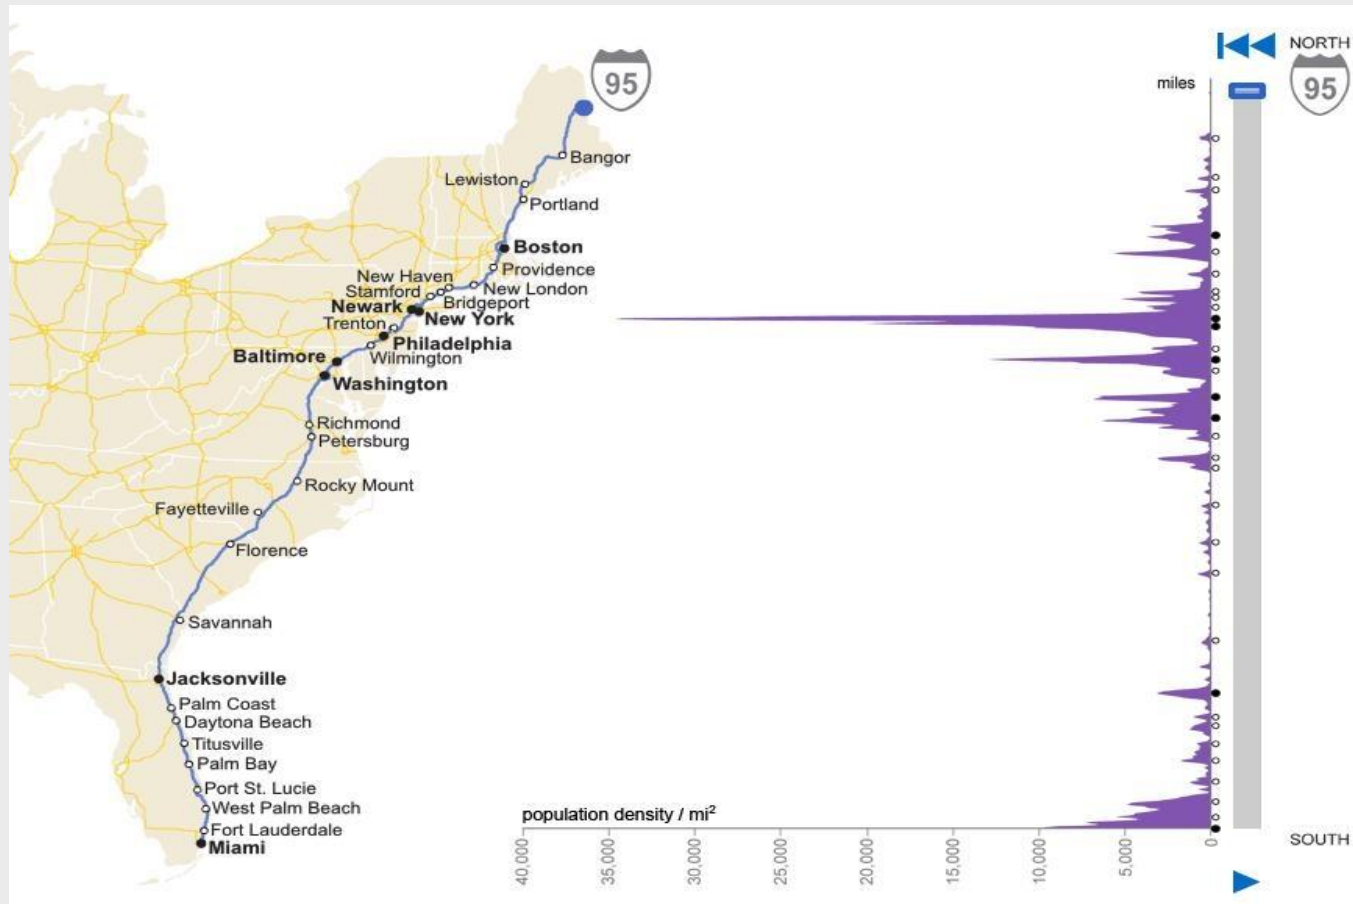 NORTH
95
95
miles
Bangor
Lewiston
Portland
Boston
Providence
New Haven
New London
Stamford
Bridgeport
Newark
New York
Trenton
Philadelphia
Baltimore
Wilmington
Washington
Richmond
Petersburg
Rocky Mount
Fayetteville
Florence
Savannah
Jacksonville
Palm Coast
Daytona Beach
Titusville
Palm Bay
Port St. Lucie
West Palm Beach
Fort Lauderdale
Miami
population density / mi²
SOUTH
40,000
35,000
30,000
25,000
20,000
15,000
10,000
5,000
0